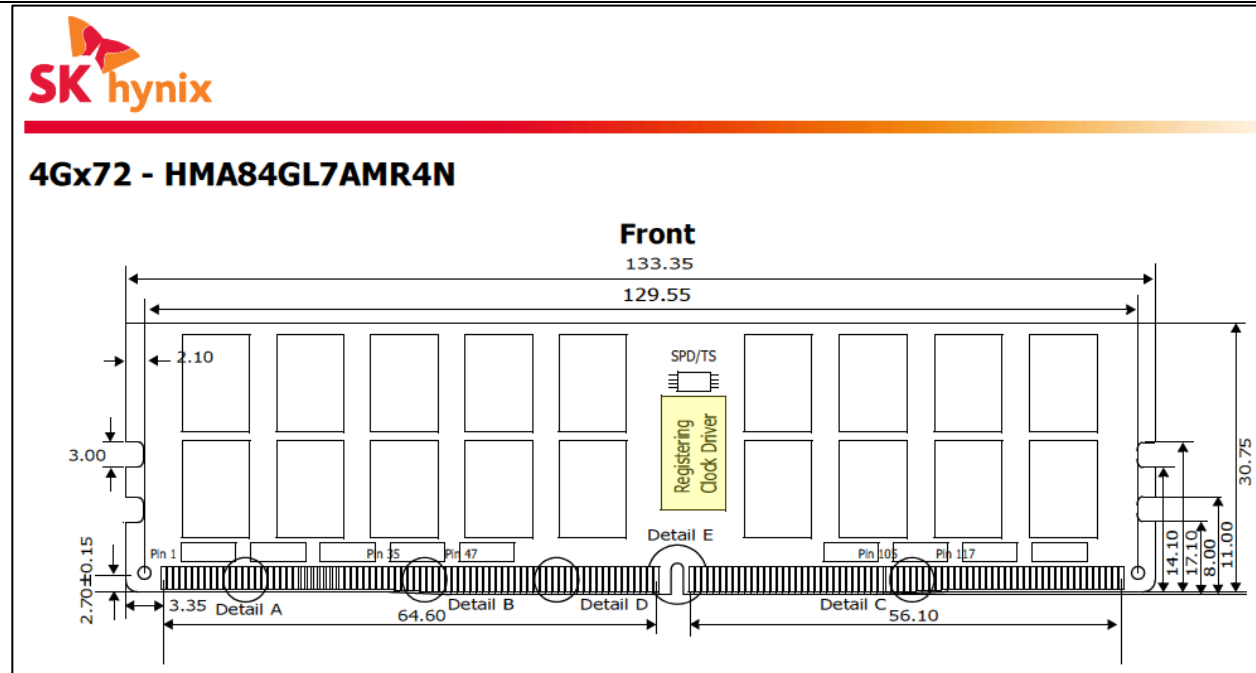 SK hynix
4Gx72 - HMA84GL7AMR4N
Front
133.35
129.55
2.10
SPD/TS
Registering
Clock Driver
3.00
30.75
14.10
17.10
8.00
11.00
Detail E
Pin 1
Pin 35
Pin 47
Pin 105
Pin 117
2.70±0.15
3.35
Detail A
Detail B
Detail D
Detail C
64.60
56.10